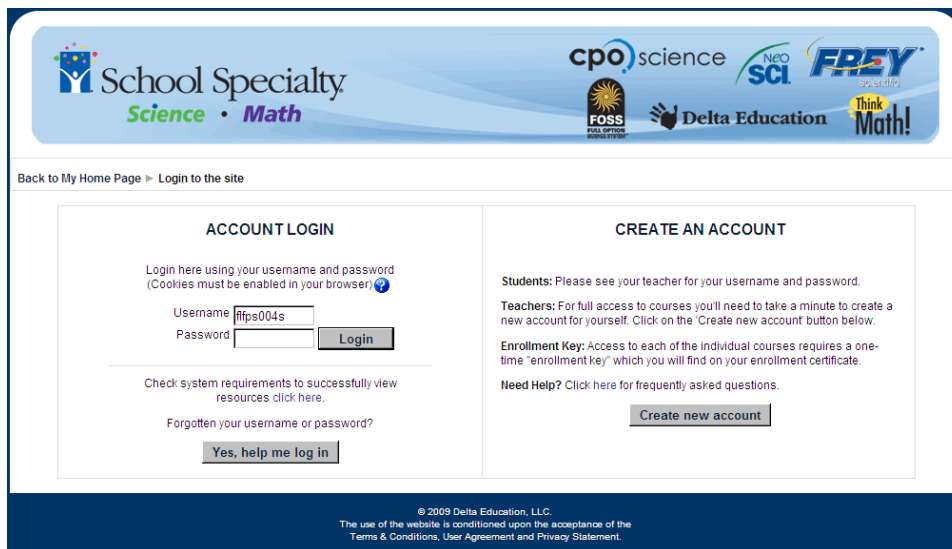 School Specialty.
Science • Math
cpo science
NEO SCI.
FREY scientific
FOSS
FULL OPTION
SCIENCE SYSTEM™
Delta Education
Think Math!
Back to My Home Page ► Login to the site
ACCOUNT LOGIN
Login here using your username and password
(Cookies must be enabled in your browser) ?
Username flfps004s
Password
Login
Check system requirements to successfully view
resources click here.
Forgotten your username or password?
Yes, help me log in
CREATE AN ACCOUNT
Students: Please see your teacher for your username and password.
Teachers: For full access to courses you'll need to take a minute to create a
new account for yourself. Click on the 'Create new account' button below.
Enrollment Key: Access to each of the individual courses requires a one-
time "enrollment key" which you will find on your enrollment certificate.
Need Help? Click here for frequently asked questions.
Create new account
© 2009 Delta Education, LLC.
The use of the website is conditioned upon the acceptance of the
Terms & Conditions, User Agreement and Privacy Statement.